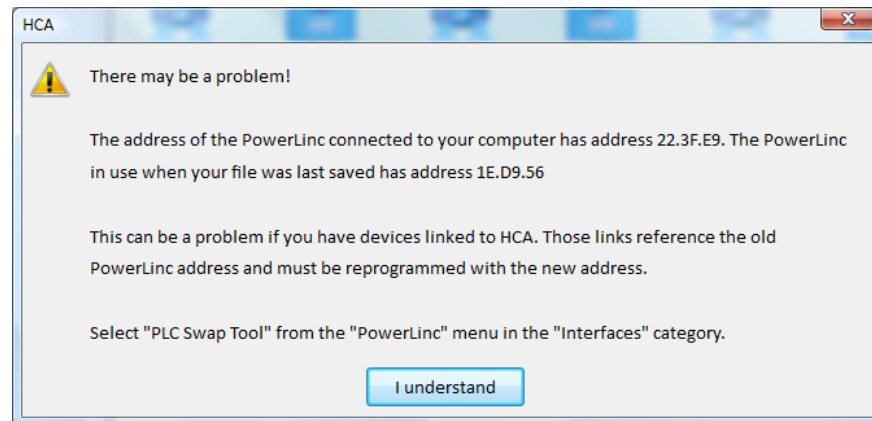 HCA
There may be a problem!
The address of the PowerLinc connected to your computer has address 22.3F.E9. The PowerLinc
in use when your file was last saved has address 1E.D9.56
This can be a problem if you have devices linked to HCA. Those links reference the old
PowerLinc address and must be reprogrammed with the new address.
Select "PLC Swap Tool" from the "PowerLinc" menu in the "Interfaces" category.
I understand